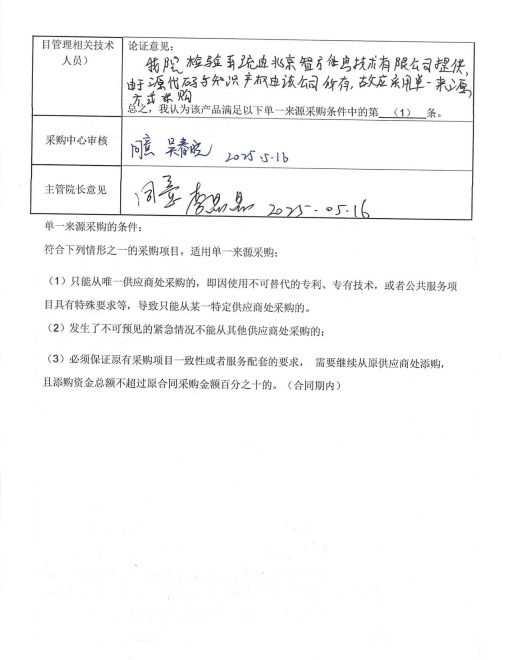 目管理相关技术
人员）
论证意见：
我院检验系统由北京智方信息技术有限公司提供,
由于源代码与知识产权由该公司所有,故应采用单一来源
方式采购
总之,我认为该产品满足以下单一来源采购条件中的第 （1） 条。
采购中心审核
同意 吴春 2025.5.16
主管院长意见
同意 2025.-05.16
单一来源采购的条件：
符合下列情形之一的采购项目，适用单一来源采购：
（1）只能从唯一供应商处采购的，即因使用不可替代的专利、专有技术，或者公共服务项
目具有特殊要求等，导致只能从某一特定供应商处采购的。
（2）发生了不可预见的紧急情况不能从其他供应商处采购的；
（3）必须保证原有采购项目一致性或者服务配套的要求， 需要继续从原供应商处添购，
且添购资金总额不超过原合同采购金额百分之十的。（合同期内）